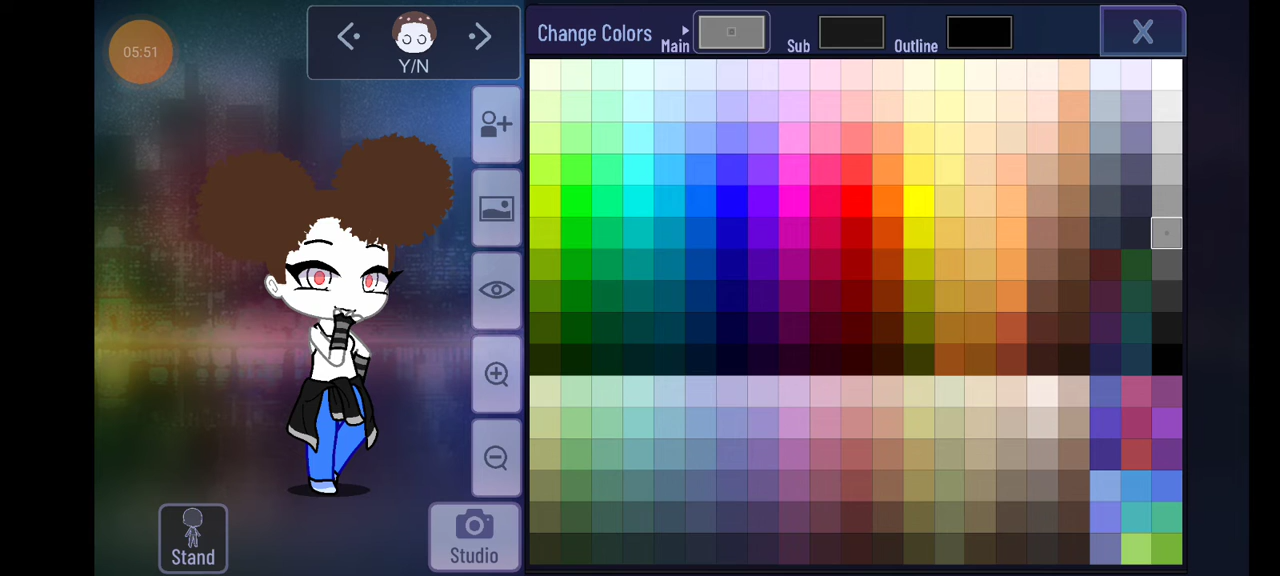 05:51
Y/N
Change Colors
Main
Sub
Outline
X
Stand
Studio